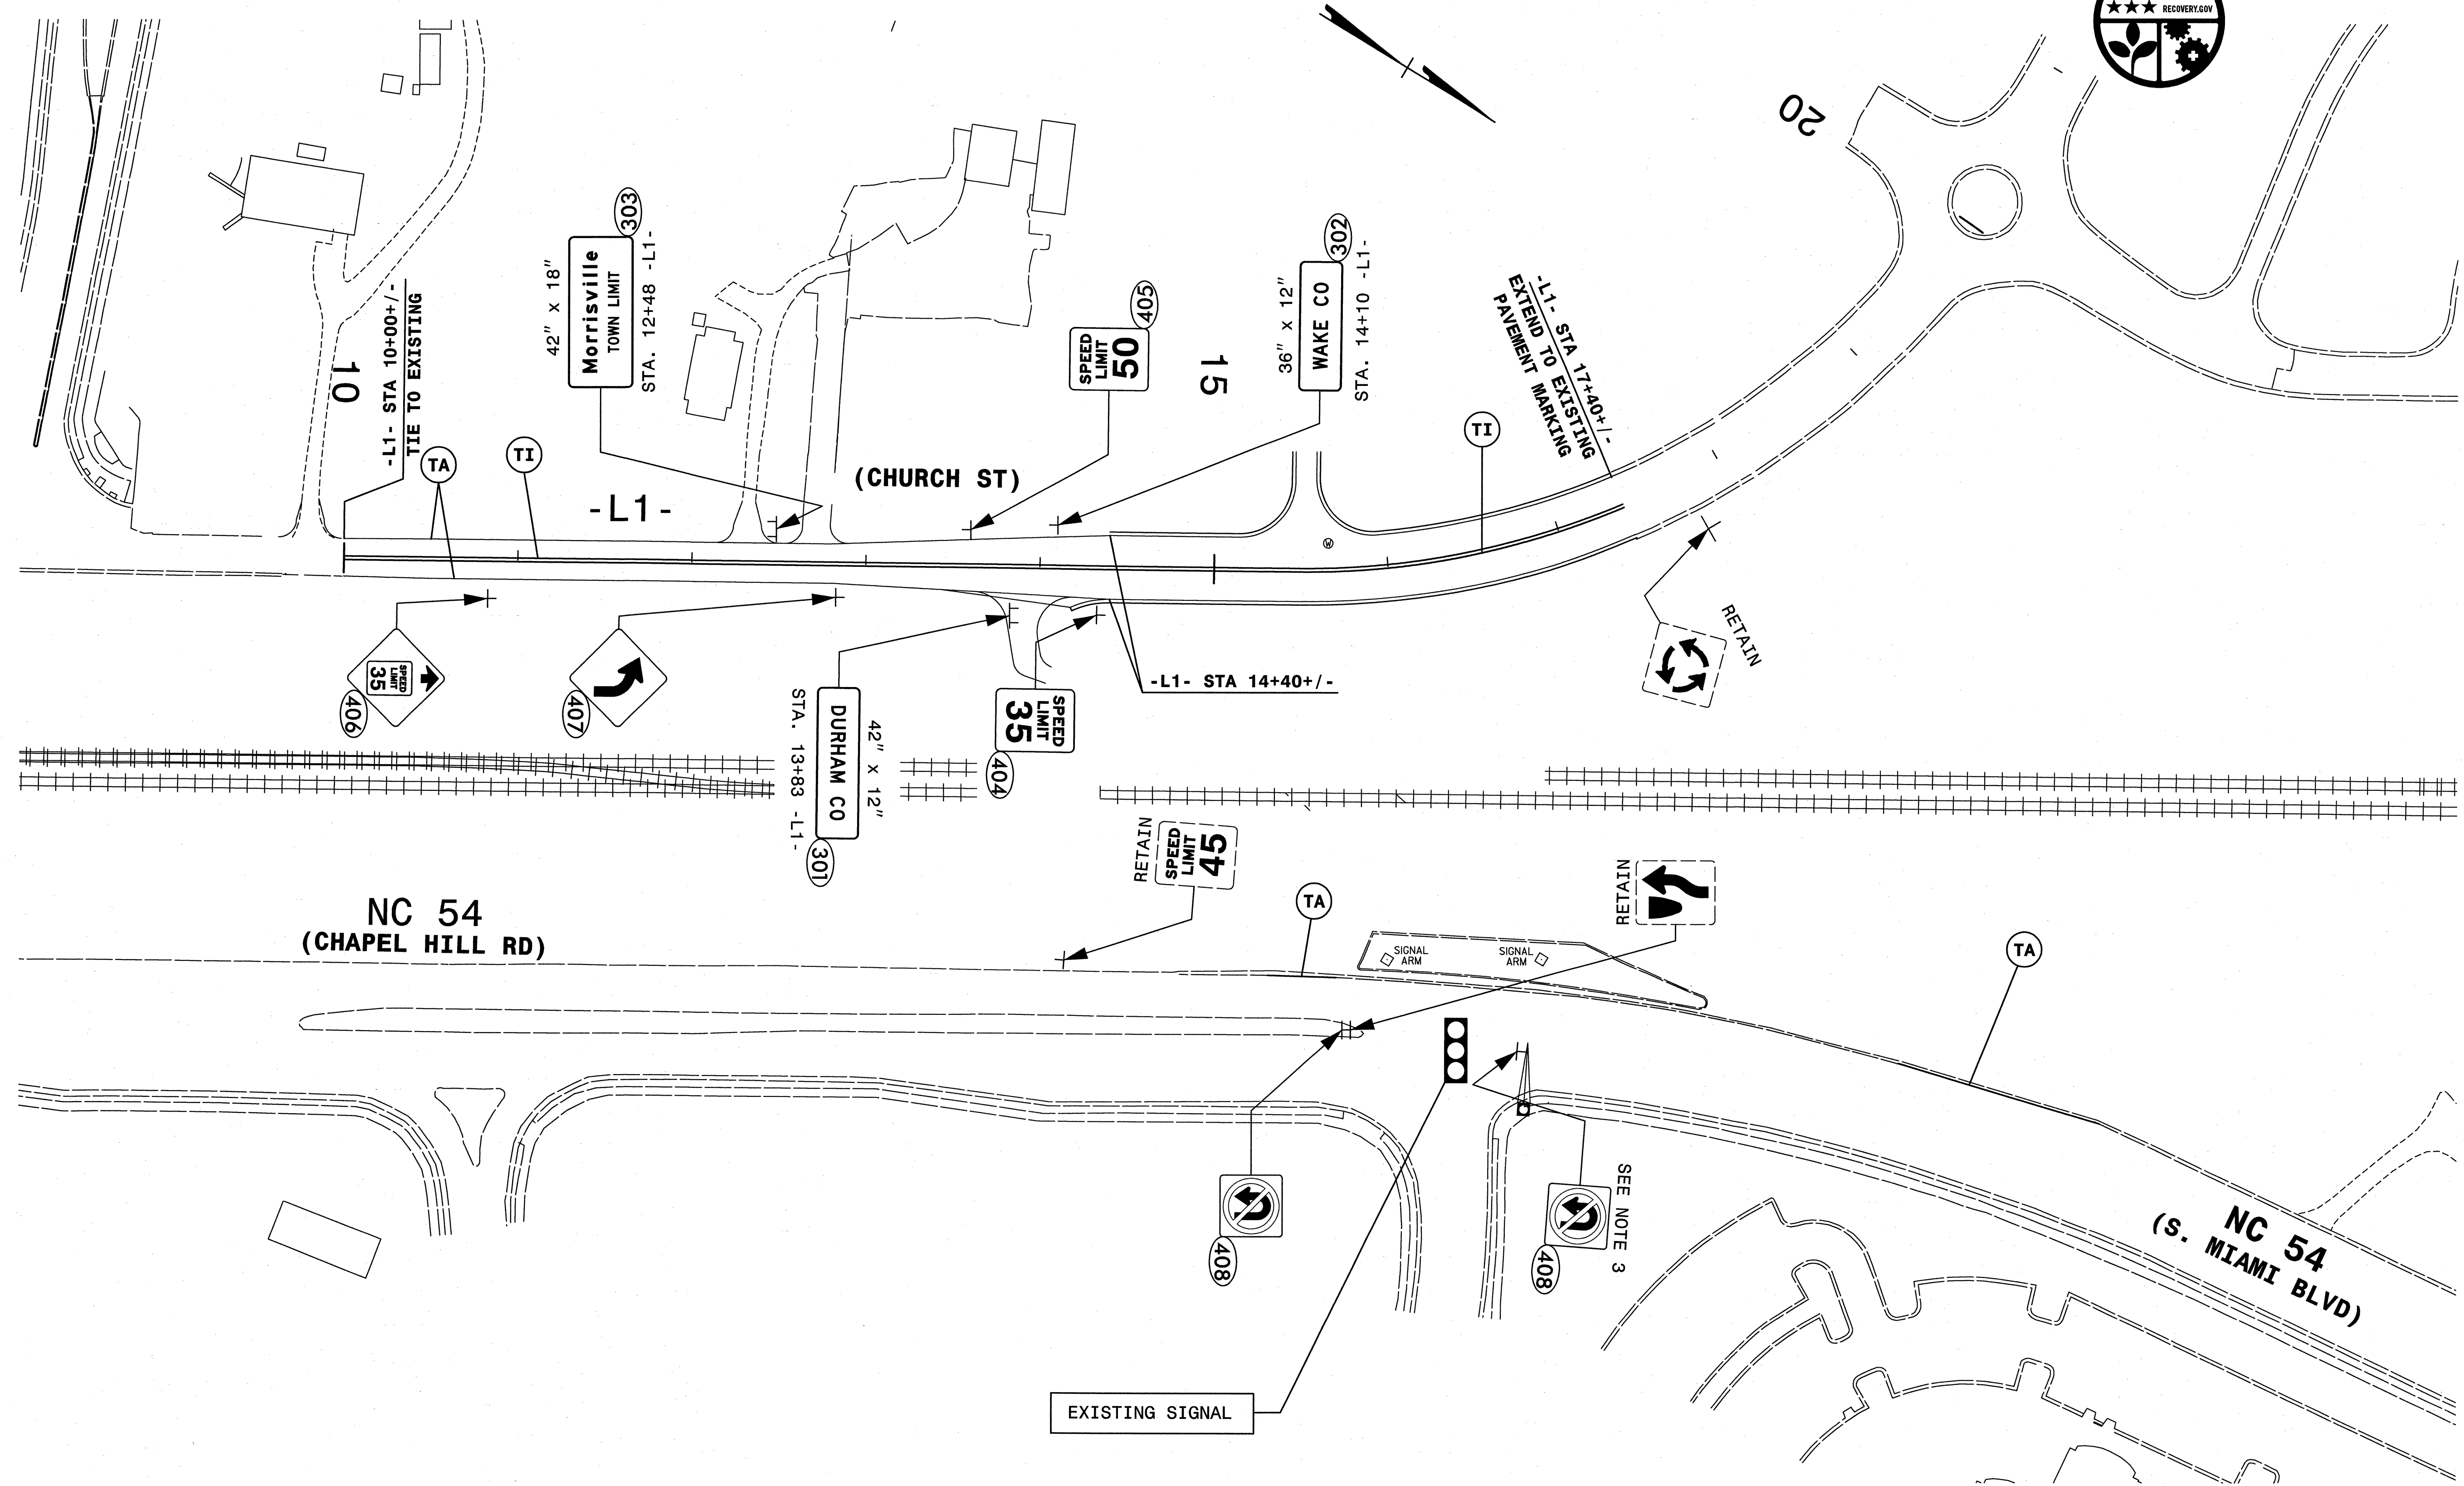 RECOVERY.GOV
20
303
42" x 18"
Morrisville
TOWN LIMIT
STA. 12+48 -L1-
302
36" x 12"
WAKE CO
STA. 14+10 -L1-
405
SPEED
LIMIT
50
15
-L1- STA 17+40+/-
EXTEND TO EXISTING
PAVEMENT MARKING
10
-L1- STA 10+00+/-
TIE TO EXISTING
TA
TI
(CHURCH ST)
-L1-
TI
W
RETAIN
SPEED
LIMIT
35
406
407
STA. 13+83 -L1-
DURHAM CO
42" x 12"
301
SPEED
LIMIT
35
404
-L1- STA 14+40+/-
RETAIN
SPEED
LIMIT
45
RETAIN
NC 54
(CHAPEL HILL RD)
TA
SIGNAL
ARM
SIGNAL
ARM
TA
408
408
SEE NOTE 3
NC 54
(S. MIAMI BLVD)
EXISTING SIGNAL